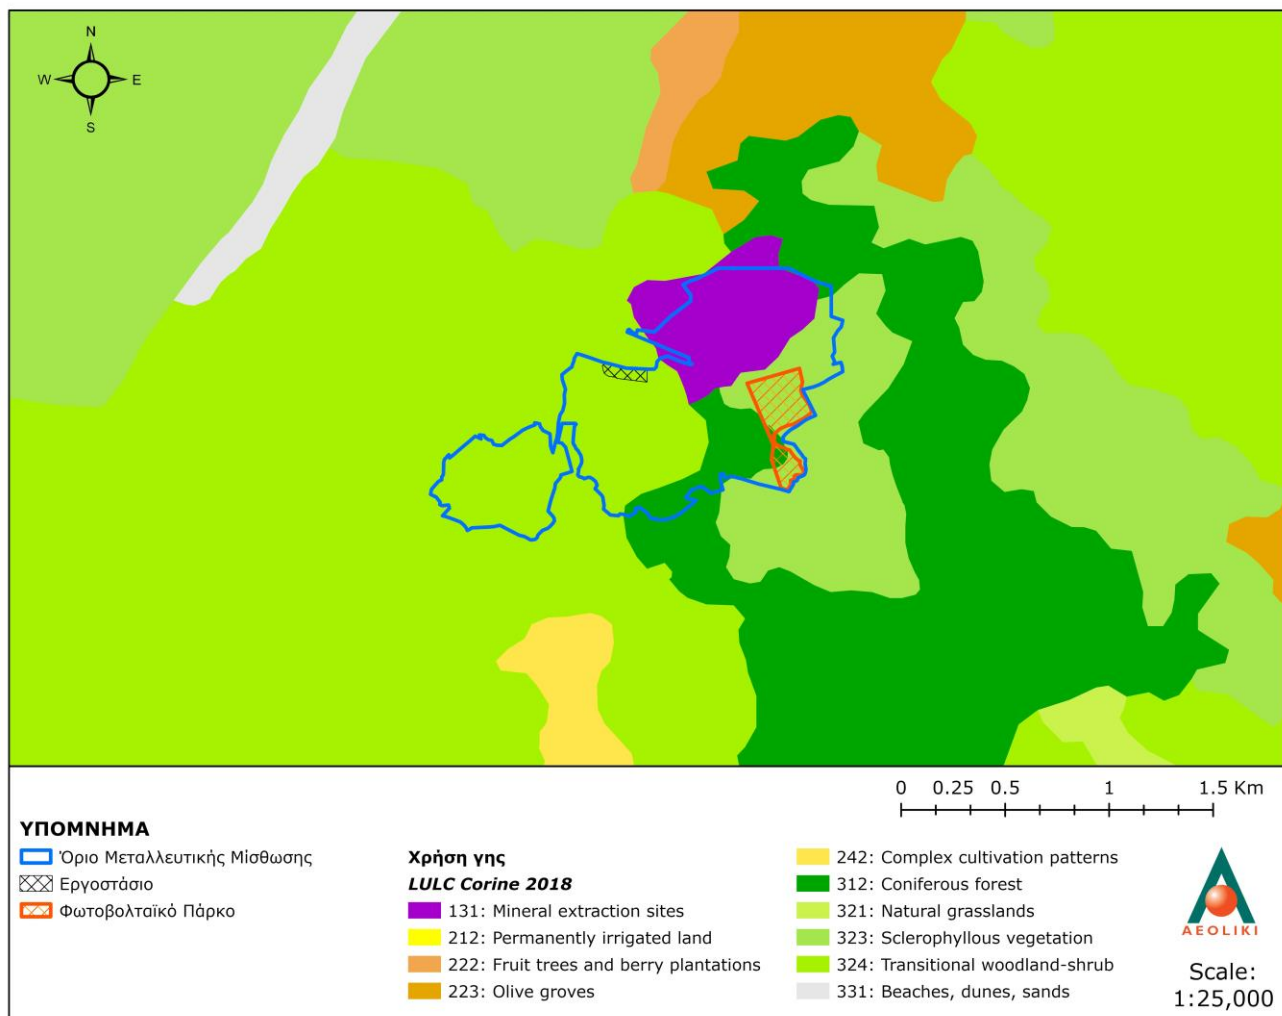 N
W E
S
0 0.25 0.5 1 1.5 Km
ΥΠΟΜΝΗΜΑ
Όριο Μεταλλευτικής Μίσθωσης
Εργοστάσιο
Φωτοβολταϊκό Πάρκο
Χρήση γης
LULC Corine 2018
131: Mineral extraction sites
212: Permanently irrigated land
222: Fruit trees and berry plantations
223: Olive groves
242: Complex cultivation patterns
312: Coniferous forest
321: Natural grasslands
323: Sclerophyllous vegetation
324: Transitional woodland-shrub
331: Beaches, dunes, sands
AEOLIKI
Scale:
1:25,000